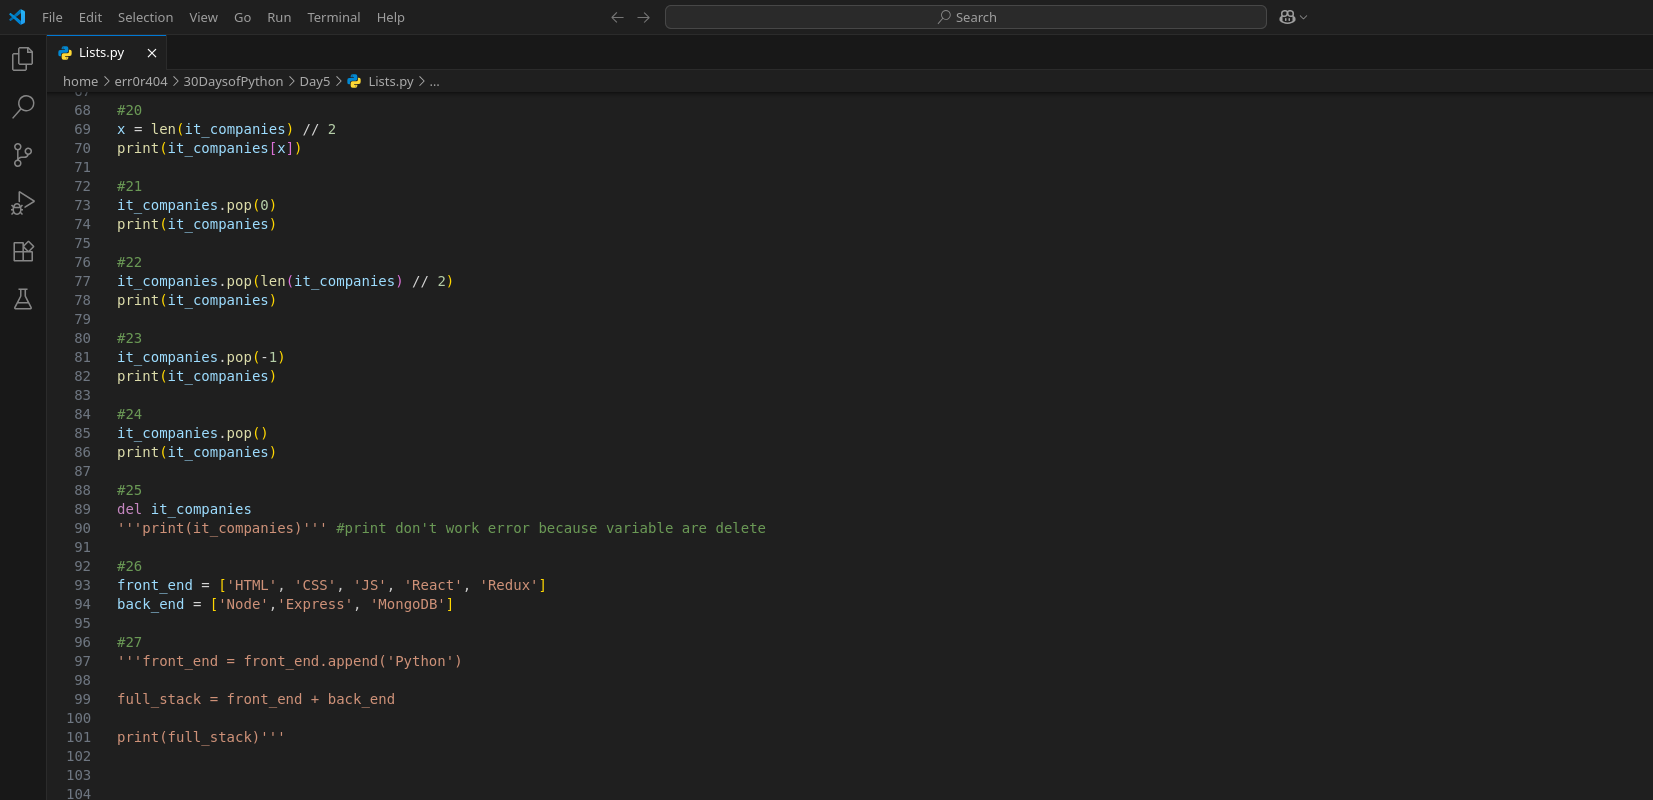 File Edit Selection View Go Run Terminal Help Search
Lists.py
home > err0r404 > 30DaysofPython > Day5 > Lists.py > ...
68 #20
69 x = len(it_companies) // 2
70 print(it_companies[x])
71
72 #21
73 it_companies.pop(0)
74 print(it_companies)
75
76 #22
77 it_companies.pop(len(it_companies) // 2)
78 print(it_companies)
79
80 #23
81 it_companies.pop(-1)
82 print(it_companies)
83
84 #24
85 it_companies.pop()
86 print(it_companies)
87
88 #25
89 del it_companies
90 '''print(it_companies)''' #print don't work error because variable are delete
91
92 #26
93 front_end = ['HTML', 'CSS', 'JS', 'React', 'Redux']
94 back_end = ['Node','Express', 'MongoDB']
95
96 #27
97 '''front_end = front_end.append('Python')
98
99 full_stack = front_end + back_end
100
101 print(full_stack)'''
102
103
104